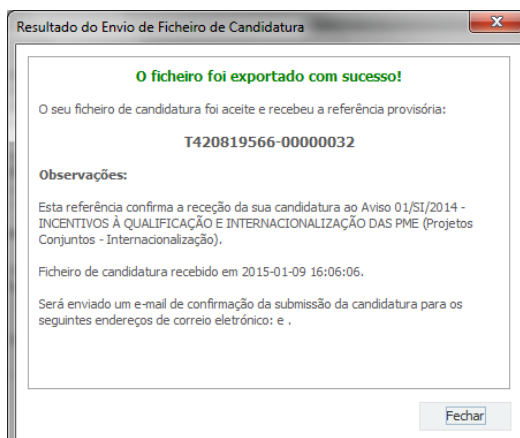 Resultado do Envio de Ficheiro de Candidatura
O ficheiro foi exportado com sucesso!
O seu ficheiro de candidatura foi aceite e recebeu a referência provisória:
T420819566-00000032
Observações:
Esta referência confirma a receção da sua candidatura ao Aviso 01/SI/2014 -
INCENTIVOS À QUALIFICAÇÃO E INTERNACIONALIZAÇÃO DAS PME (Projetos
Conjuntos - Internacionalização).
Ficheiro de candidatura recebido em 2015-01-09 16:06:06.
Será enviado um e-mail de confirmação da submissão da candidatura para os
seguintes endereços de correio eletrónico: e .
Fechar